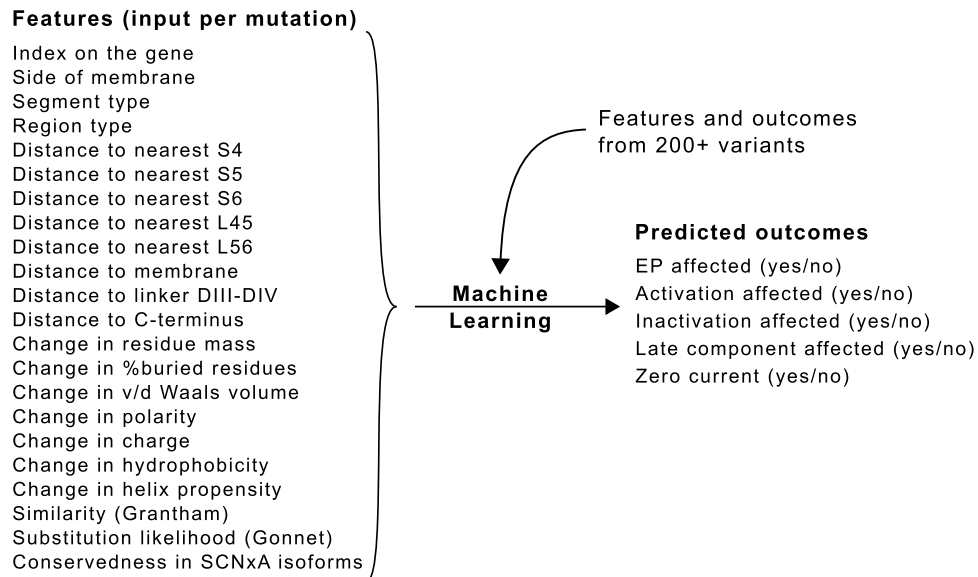 Features (input per mutation)
Index on the gene
Side of membrane
Segment type
Region type
Distance to nearest S4
Distance to nearest S5
Distance to nearest S6
Distance to nearest L45
Distance to nearest L56
Distance to membrane
Distance to linker DIII-DIV
Distance to C-terminus
Change in residue mass
Change in %buried residues
Change in v/d Waals volume
Change in polarity
Change in charge
Change in hydrophobicity
Change in helix propensity
Similarity (Grantham)
Substitution likelihood (Gonnet)
Conservedness in SCNxA isoforms
Features and outcomes
from 200+ variants
Machine
Learning
Predicted outcomes
EP affected (yes/no)
Activation affected (yes/no)
Inactivation affected (yes/no)
Late component affected (yes/no)
Zero current (yes/no)